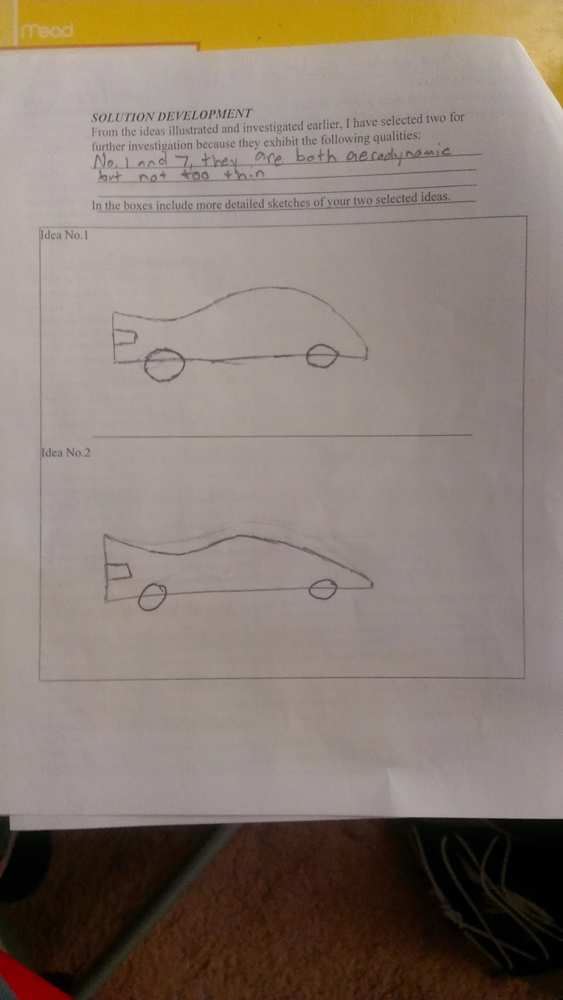 Mead
SOLUTION DEVELOPMENT
From the ideas illustrated and investigated earlier, I have selected two for
further investigation because they exhibit the following qualities:
No. 1 and 7, they are both aerodynamic
but not too thin
In the boxes include more detailed sketches of your two selected ideas.
Idea No.1
Idea No.2